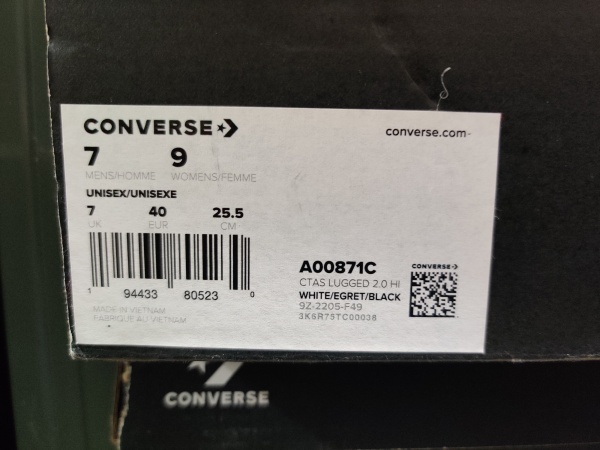 CONVERSE
converse.com
7 9
MENS/HOMME WOMENS/FEMME
UNISEX/UNISEXE
7 40 25.5
UK EUR CM
1 94433 80523 0
MADE IN VIETNAM
FABRIQUE AU VIETNAM
A00871C
CTAS LUGGED 2.0 HI
WHITE/EGRET/BLACK
9Z-2205-F49
3K6R75TC00036
CONVERSE
CONVERSE